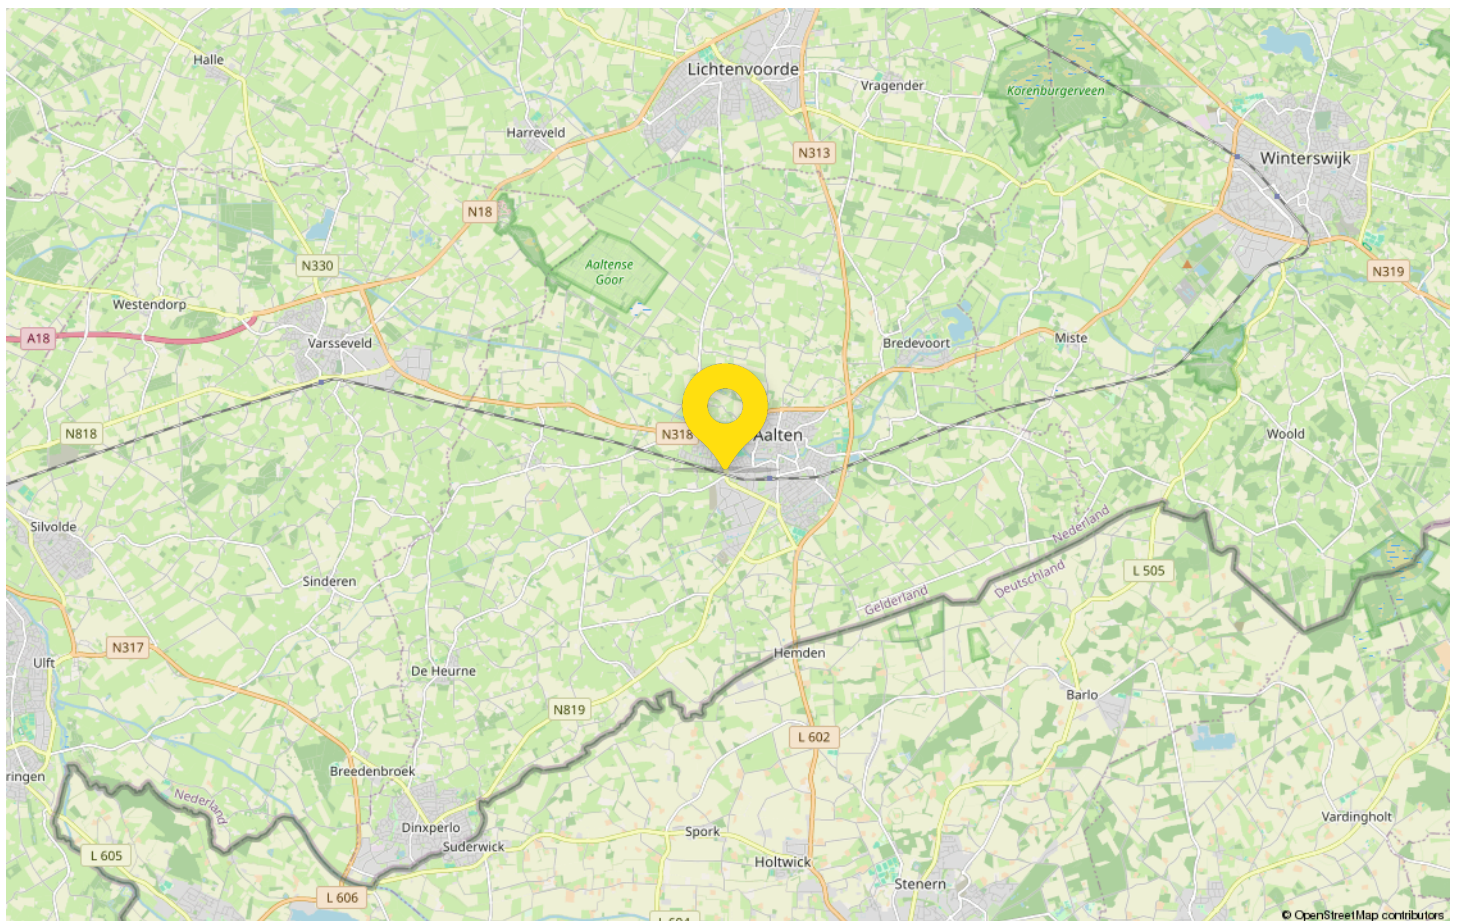 Halle
Lichtenvoorde
Vragender
Korenburgerveen
Harreveld
N313
Winterswijk
N18
N330
Aaltense
Goor
N319
Westendorp
A18
Varsseveld
Bredevoort
Miste
N818
N318
Aalten
Woold
Silvolde
Nederland
Sinderen
Deutschland
L 505
Gelderland
N317
Hemden
Ulft
De Heurne
Barlo
N819
L 602
ringen
Breedenbroek
Nederland
Vardingholt
Dinxperlo
Spork
Suderwick
L 605
Holtwick
Stenern
L 606
L 604
© OpenStreetMap contributors